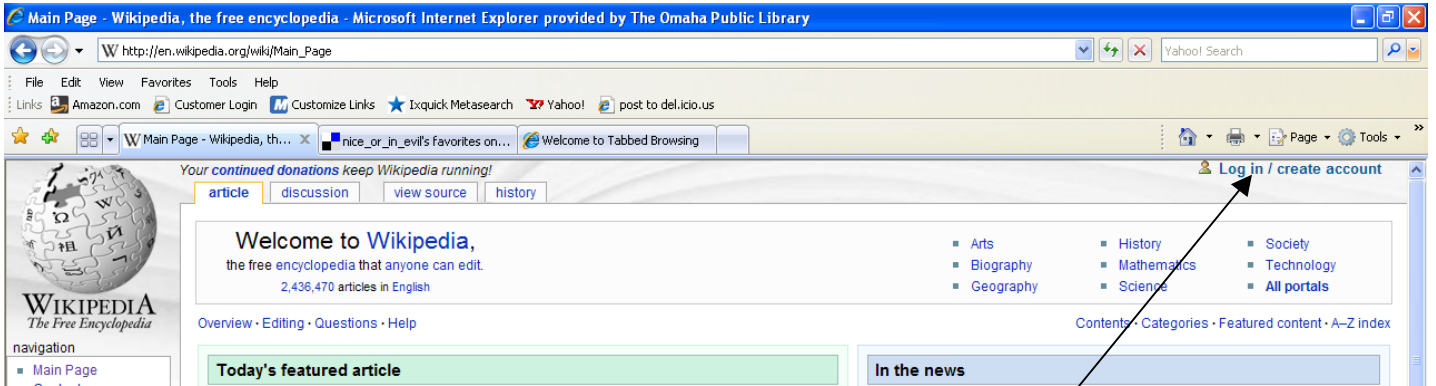 Main Page - Wikipedia, the free encyclopedia - Microsoft Internet Explorer provided by The Omaha Public Library
http://en.wikipedia.org/wiki/Main_Page
Yahoo! Search
File Edit View Favorites Tools Help
Links Amazon.com Customer Login Customize Links Ixquick Metasearch Yahoo! post to del.icio.us
Main Page - Wikipedia, th... nice_or_in_evil's favorites on... Welcome to Tabbed Browsing Page Tools
Your continued donations keep Wikipedia running! Log in / create account
article discussion view source history
Welcome to Wikipedia,
the free encyclopedia that anyone can edit.
2,436,470 articles in English
Arts History Society
Biography Mathematics Technology
Geography Science All portals
WIKIPEDIA
The Free Encyclopedia
Overview · Editing · Questions · Help
Contents · Categories · Featured content · A–Z index
navigation
Main Page
Today's featured article
In the news